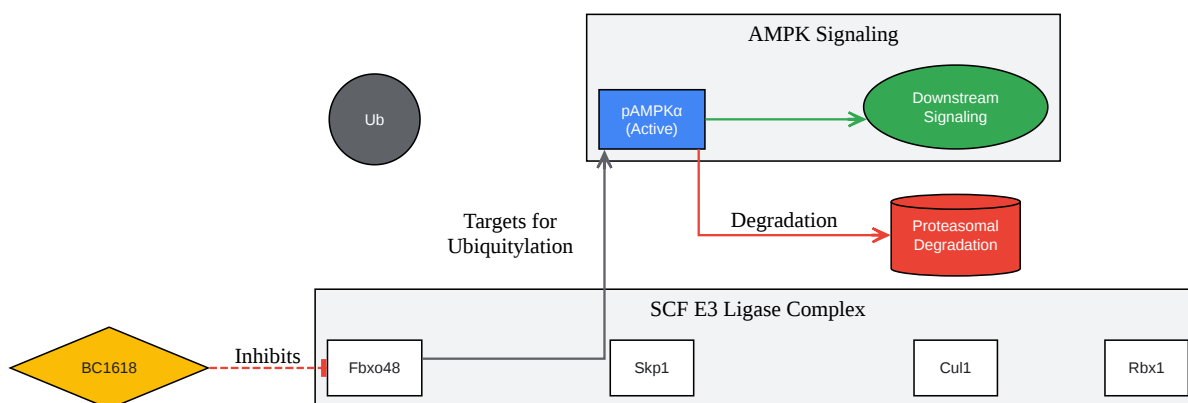 AMPK Signaling
Ub
pAMPKα
(Active)
Downstream
Signaling
Targets for
Ubiquitylation
Degradation
Proteasomal
Degradation
SCF E3 Ligase Complex
BC1618
Inhibits
Fbxo48
Skp1
Cul1
Rbx1